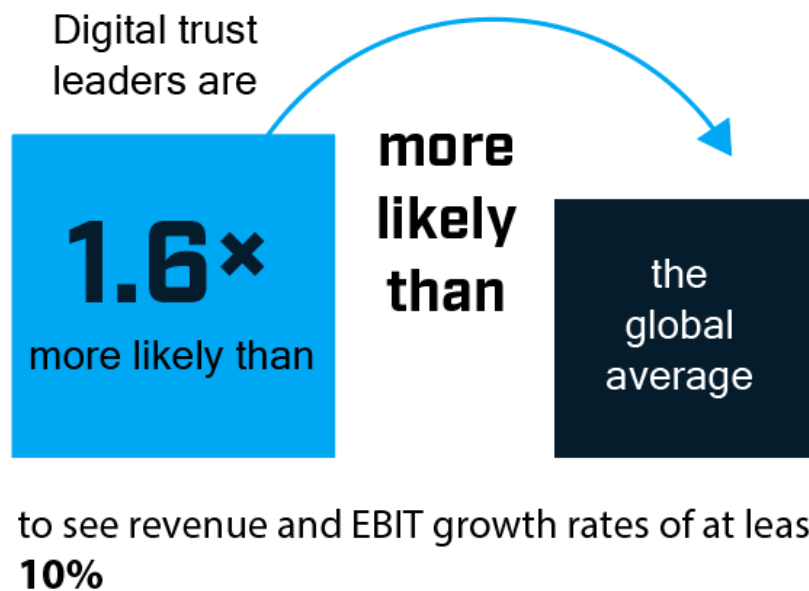 Digital trust
leaders are
1.6×
more likely than
more
likely
than
the
global
average
to see revenue and EBIT growth rates of at leas
10%